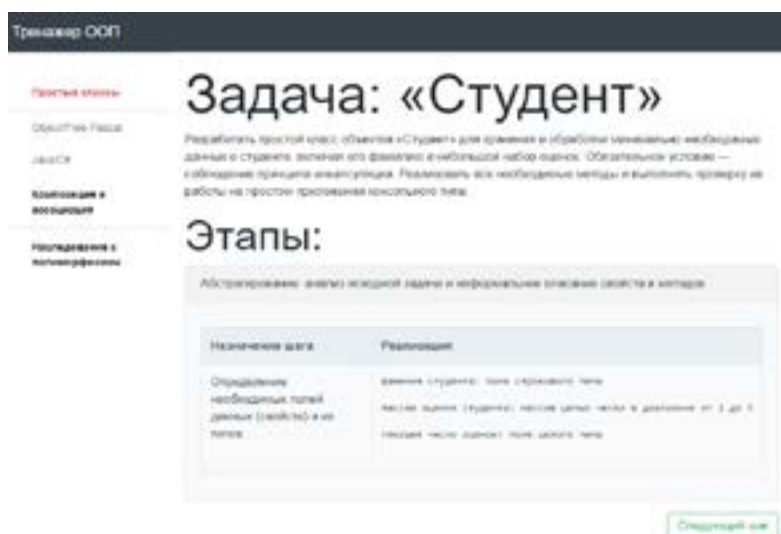 Тренажер ООП
Простые классы
Object/Free Pascal
Java/C#
Композиция и
ассоциация
Наследование и
полиморфизм
Задача: «Студент»
Разработать простой класс объектов «Студент» для хранения и обработки минимально необходимых
данных о студенте, включая его фамилию и небольшой набор оценок. Обязательное условие —
соблюдение принципа инкапсуляции. Реализовать все необходимые методы и выполнить проверку их
работы на простом приложении консольного типа.
Этапы:
Абстрагирование: анализ исходной задачи и неформальное описание свойств и методов
Назначение шага
Реализация
Определение
необходимых полей
данных (свойств) и их
типов
фамилия студента: поле строкового типа
массив оценок студента: массив целых чисел в диапазоне от 2 до 5
текущее число оценок: поле целого типа
Следующий шаг